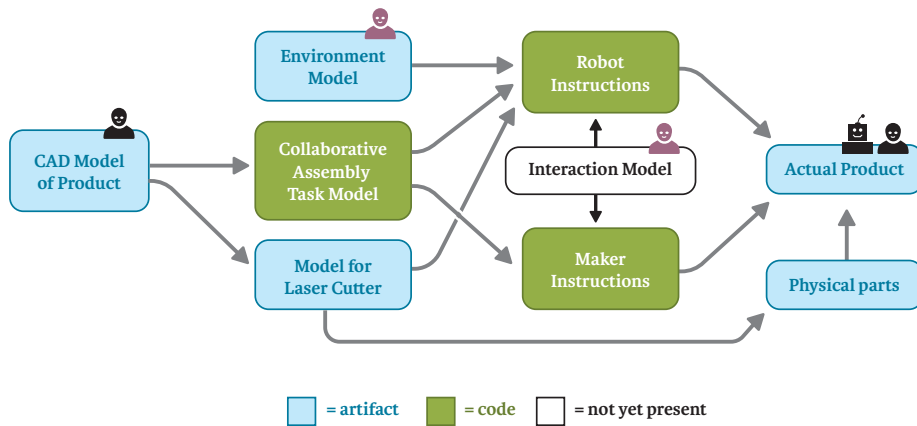 Environment
Model
Robot
Instructions
CAD Model
of Product
Collaborative
Assembly
Task Model
Interaction Model
Actual Product
Model for
Laser Cutter
Maker
Instructions
Physical parts
= artifact
= code
= not yet present